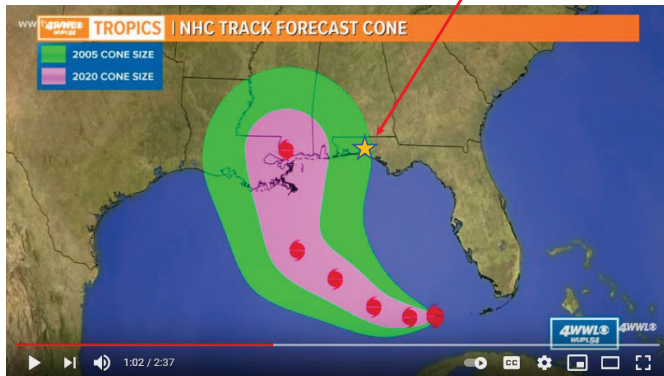 4WWL
WUPL54
TROPICS | NHC TRACK FORECAST CONE
2005 CONE SIZE
2020 CONE SIZE
4WWL
WUPL54
4WWL
1:02 / 2:37
CC